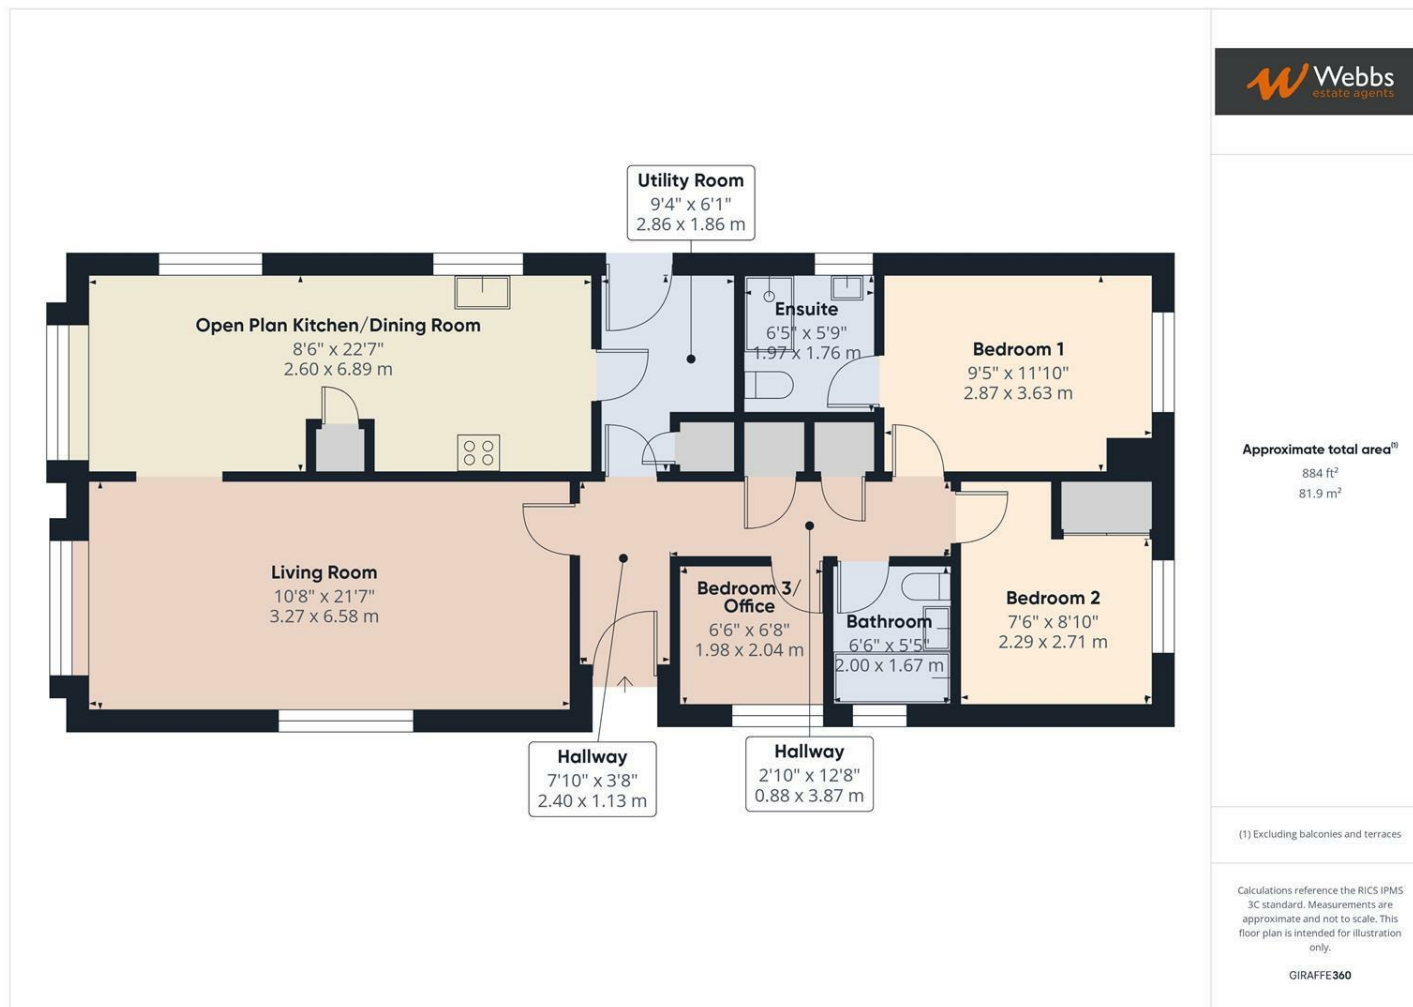 Webbs
estate agents
Utility Room
9'4" x 6'1"
2.86 x 1.86 m
Open Plan Kitchen/Dining Room
8'6" x 22'7"
2.60 x 6.89 m
Ensuite
6'5" x 5'9"
1.97 x 1.76 m
Bedroom 1
9'5" x 11'10"
2.87 x 3.63 m
Living Room
10'8" x 21'7"
3.27 x 6.58 m
Bedroom 3/
Office
6'6" x 6'8"
1.98 x 2.04 m
Bathroom
6'6" x 5'5"
2.00 x 1.67 m
Bedroom 2
7'6" x 8'10"
2.29 x 2.71 m
Hallway
7'10" x 3'8"
2.40 x 1.13 m
Hallway
2'10" x 12'8"
0.88 x 3.87 m
Approximate total area(1)
884 ft²
81.9 m²
(1) Excluding balconies and terraces
Calculations reference the RICS IPMS
3C standard. Measurements are
approximate and not to scale. This
floor plan is intended for illustration
only.
GIRAFFE360